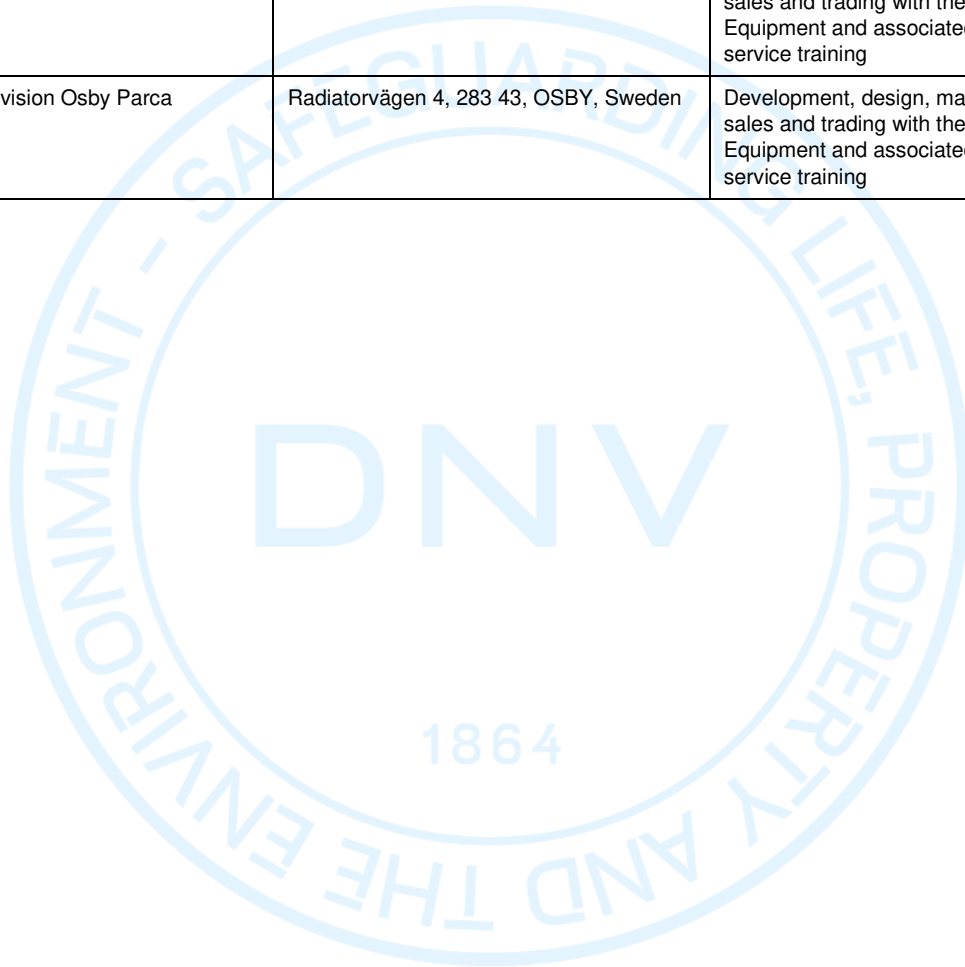 sales and trading with the
Equipment and associated
service training
vision Osby Parca
Radiatorvägen 4, 283 43, OSBY, Sweden
Development, design, ma
sales and trading with the
Equipment and associated
service training
SAFEGUARDING LIFE, PROPERTY AND THE ENVIRONMENT -
DNV
1864